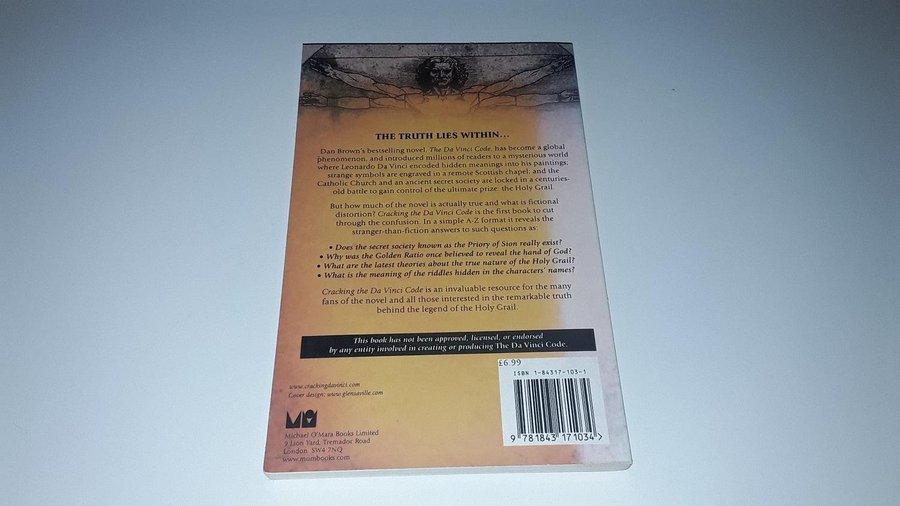 THE TRUTH LIES WITHIN...
Dan Brown's bestselling novel, The Da Vinci Code, has become a global
phenomenon, and introduced millions of readers to a mysterious world
where Leonardo Da Vinci encoded hidden meanings into his paintings;
strange symbols are engraved in a remote Scottish chapel; and the
Catholic Church and an ancient secret society are locked in a centuries-
old battle to gain control of the ultimate prize: the Holy Grail.
But how much of the novel is actually true and what is fictional
distortion? Cracking the Da Vinci Code is the first book to cut
through the confusion. In a simple A-Z format it reveals the
stranger-than-fiction answers to such questions as:
• Does the secret society known as the Priory of Sion really exist?
• Why was the Golden Ratio once believed to reveal the hand of God?
• What are the latest theories about the true nature of the Holy Grail?
• What is the meaning of the riddles hidden in the characters' names?
Cracking the Da Vinci Code is an invaluable resource for the many
fans of the novel and all those interested in the remarkable truth
behind the legend of the Holy Grail.
This book has not been approved, licensed, or endorsed
by any entity involved in creating or producing The Da Vinci Code.
£6.99
ISBN 1-84317-103-1
9 781843 171034 >
www.crackingdavinci.com
Cover design: www.glensaville.com
Michael O'Mara Books Limited
9 Lion Yard, Tremadoc Road
London SW4 7NQ
www.mombooks.com